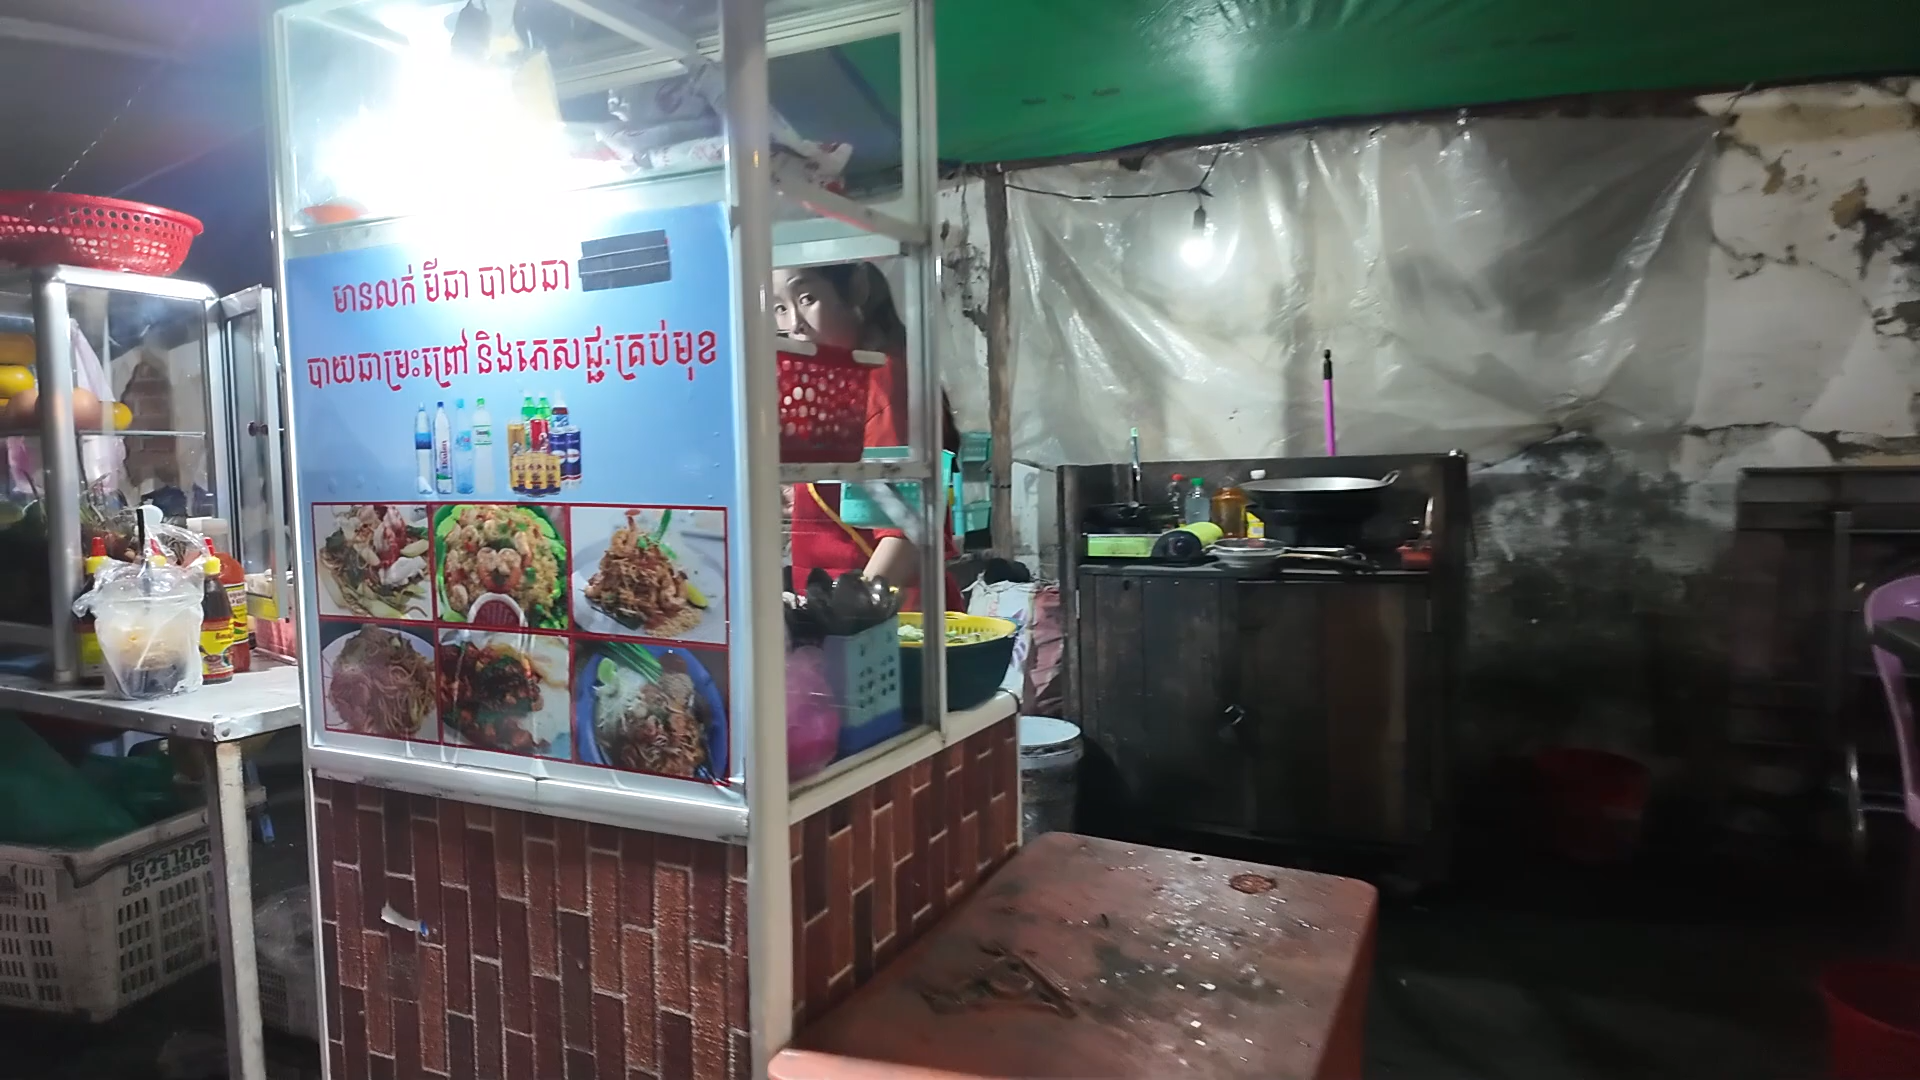 មានលក់ មីឆា បាយឆា
បាយឆាម្រះព្រៅ និងភេសជ្ជៈគ្រប់មុខ